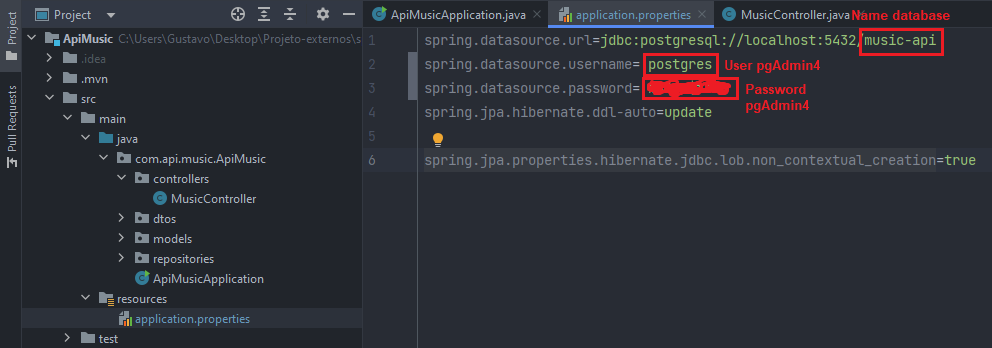 Project
ApiMusicApplication.java
application.properties
MusicController.java
Name database
ApiMusic C:\Users\Gustavo\Desktop\Projeto-externos\s
.idea
.mvn
src
main
java
com.api.music.ApiMusic
controllers
MusicController
dtos
models
repositories
ApiMusicApplication
resources
application.properties
test
Project
Pull Requests
1 spring.datasource.url=jdbc:postgresql://localhost:5432/music-api
2 spring.datasource.username= postgres User pgAdmin4
3 spring.datasource.password= Password
pgAdmin4
4 spring.jpa.hibernate.ddl-auto=update
5
6 spring.jpa.properties.hibernate.jdbc.lob.non_contextual_creation=true